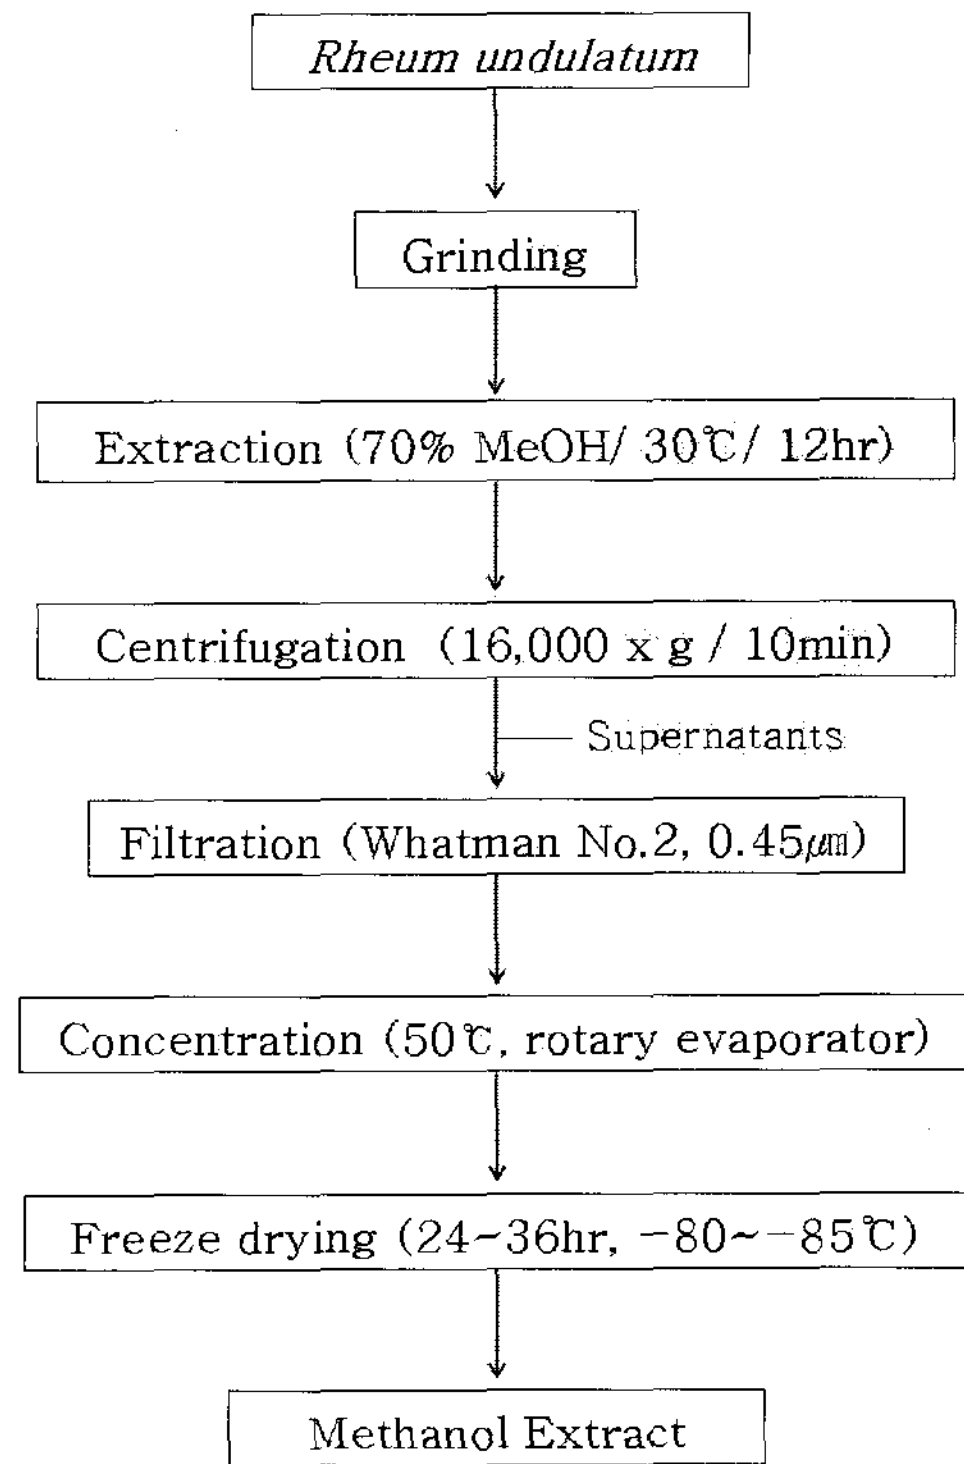 Rheum undulatum
Grinding
Extraction (70% MeOH/ 30℃/ 12hr)
Centrifugation (16,000 x g / 10min)
Supernatants
Filtration (Whatman No.2, 0.45㎛)
Concentration (50℃, rotary evaporator)
Freeze drying (24~36hr, -80~-85℃)
Methanol Extract